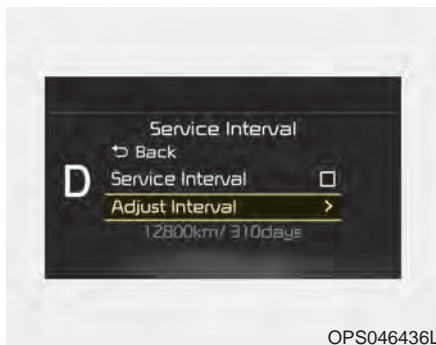 Service Interval
⮌ Back
D
Service Interval
Adjust Interval >
12800km/ 310days
OPS046436L